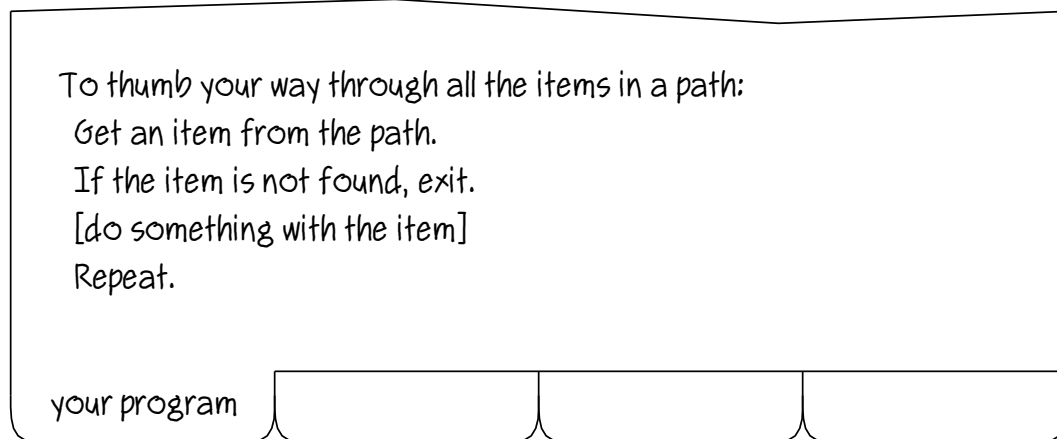 To thumb your way through all the items in a path:
Get an item from the path.
If the item is not found, exit.
[do something with the item]
Repeat.
your program